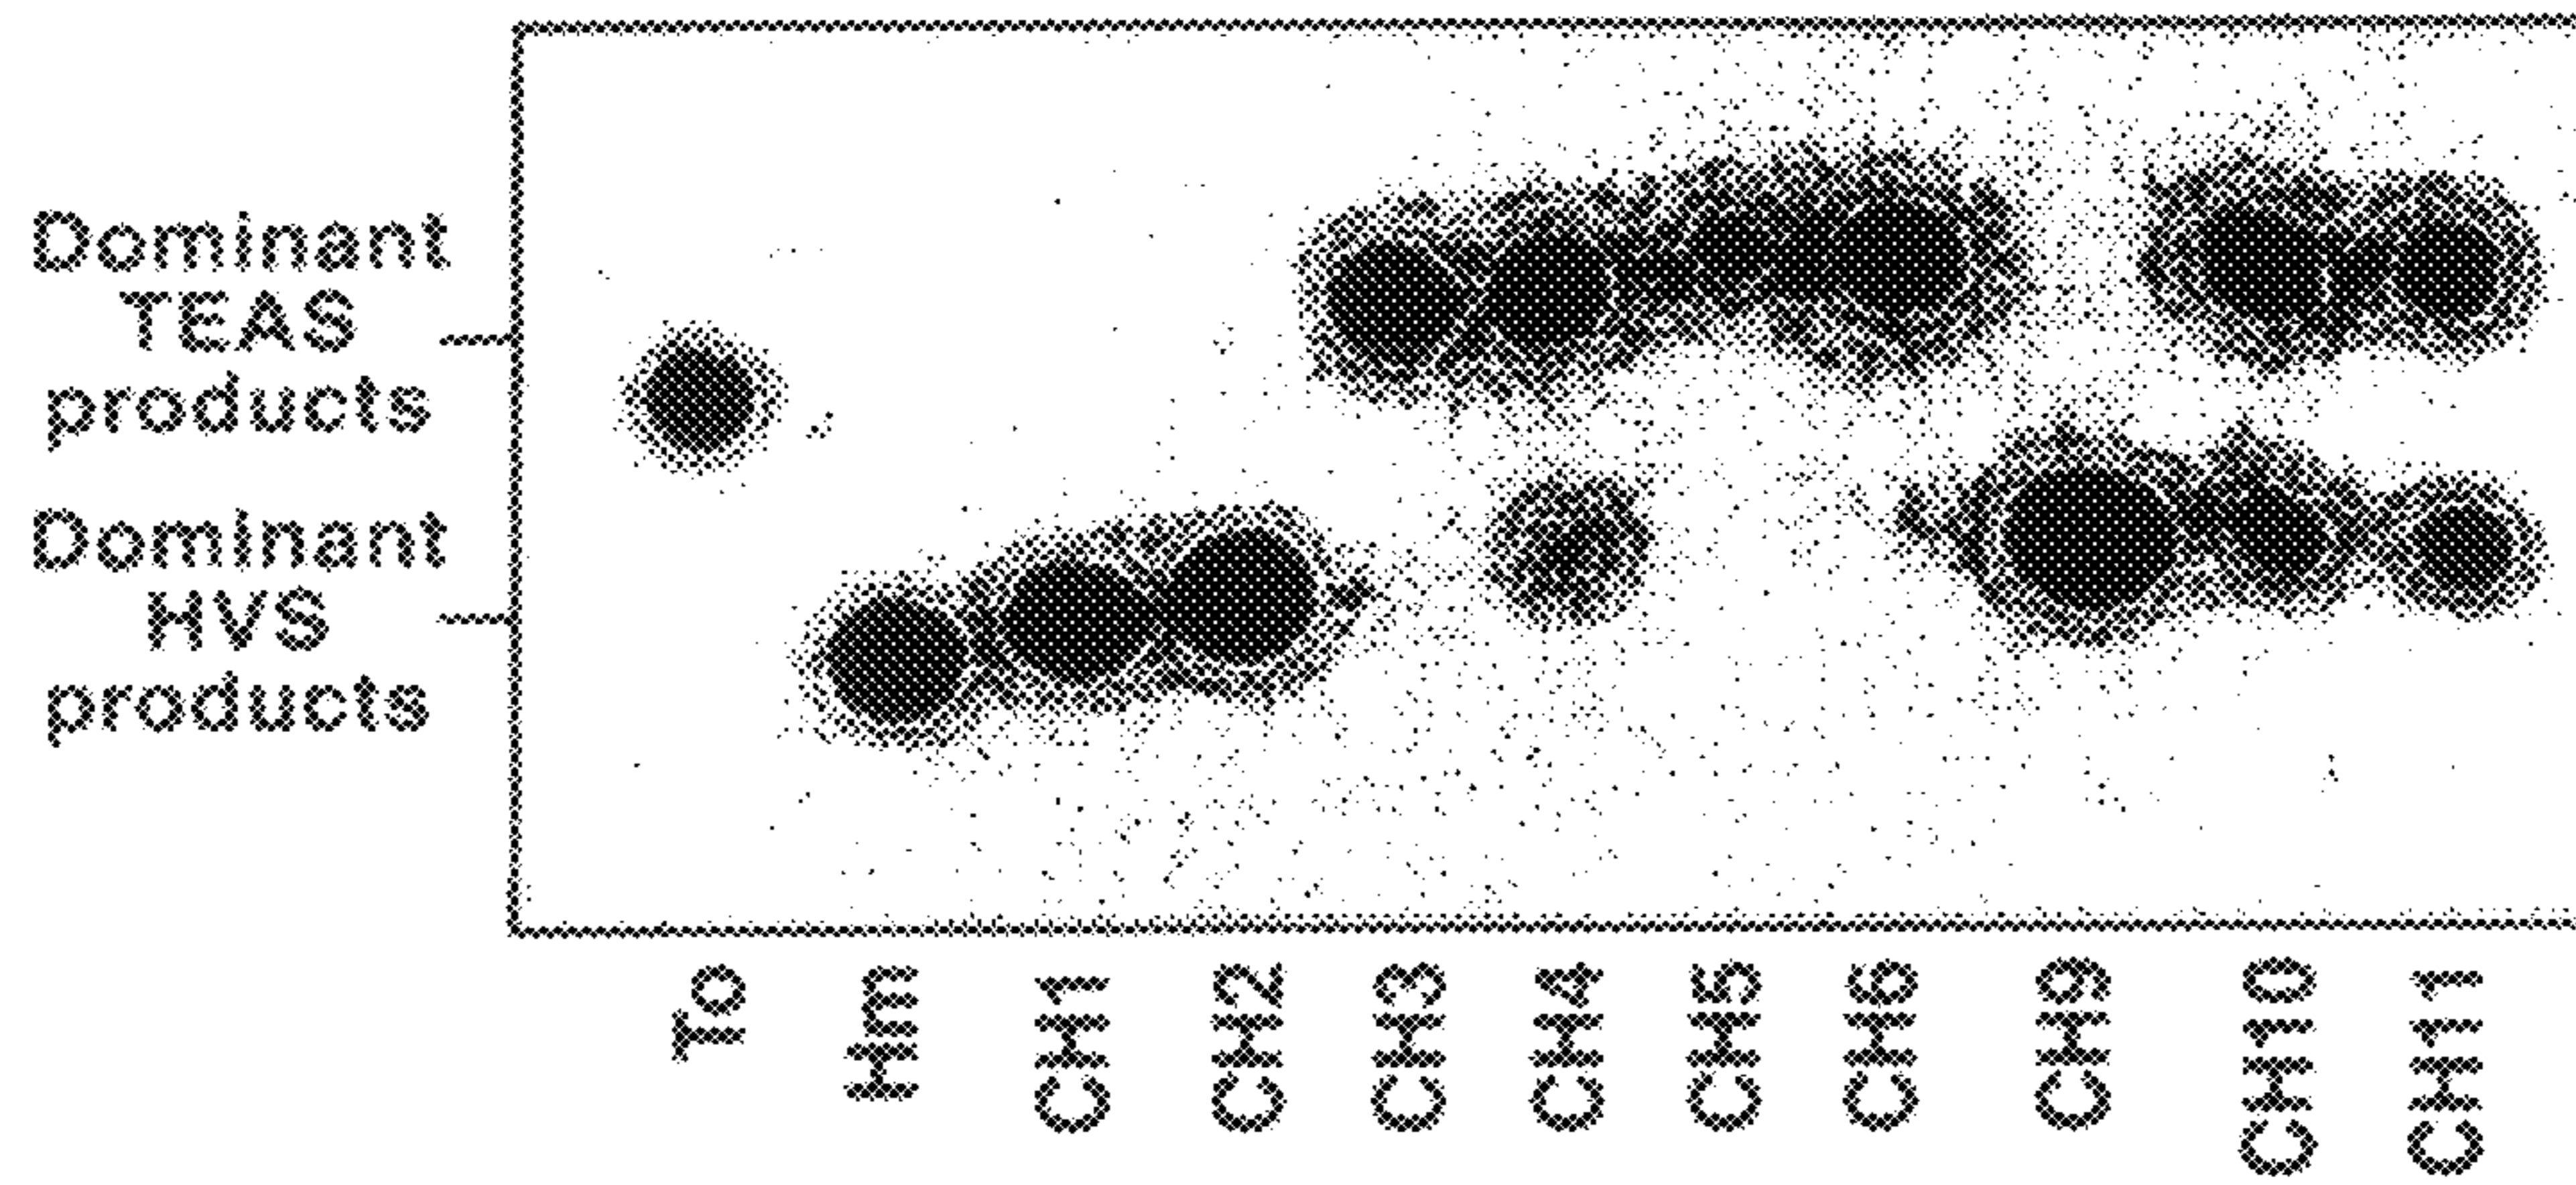 Dominant
TEAS
products
Dominant
HVS
products
To
Hm
CH1
CH2
CH3
CH4
CH5
CH6
CH9
CH10
CH11